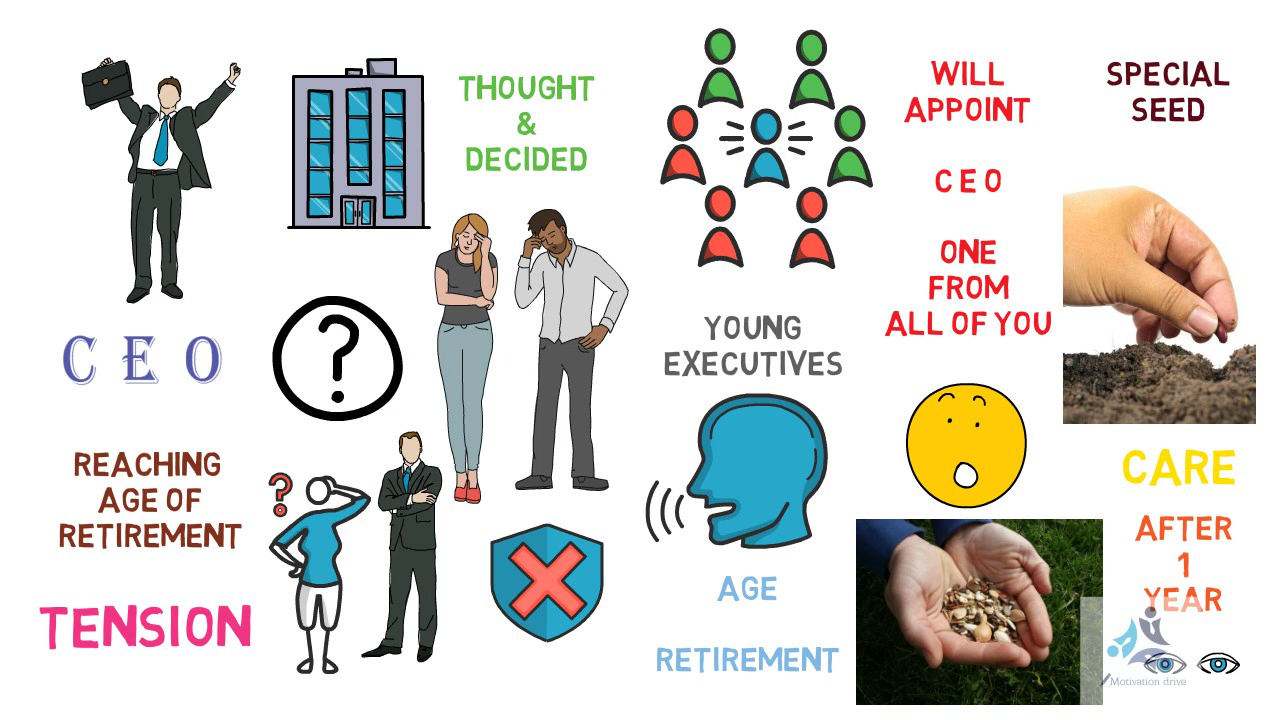 C E O
REACHING
AGE OF
RETIREMENT
TENSION
THOUGHT
&
DECIDED
?
?
YOUNG
EXECUTIVES
AGE
RETIREMENT
WILL
APPOINT
C E O
ONE
FROM
ALL OF YOU
SPECIAL
SEED
CARE
AFTER
1
YEAR
Motivation drive